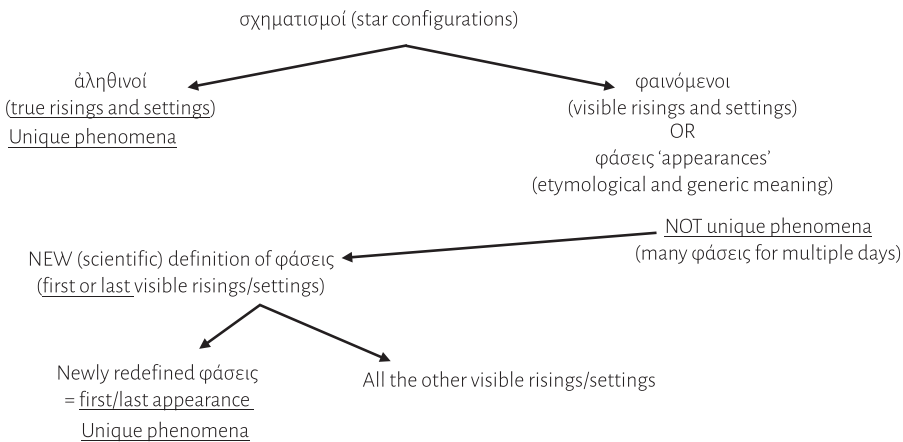 σχηματισμοί (star configurations)
ἀληθινοί
(true risings and settings)
Unique phenomena
φαινόμενοι
(visible risings and settings)
OR
φάσεις ‘appearances’
(etymological and generic meaning)
NOT unique phenomena
(many φάσεις for multiple days)
NEW (scientific) definition of φάσεις
(first or last visible risings/settings)
Newly redefined φάσεις
= first/last appearance
Unique phenomena
All the other visible risings/settings